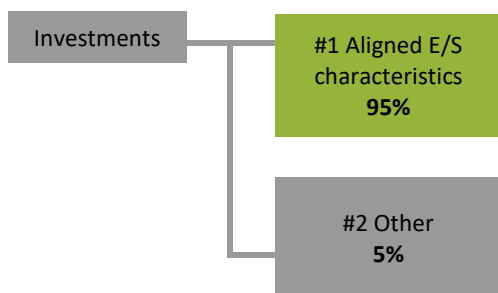 Investments
#1 Aligned E/S
characteristics
95%
#2 Other
5%